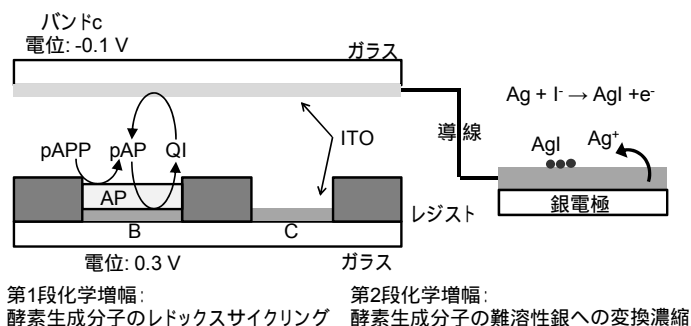 バンドc
電位: -0.1 V
ガラス
Ag + I- → AgI +e-
導線
AgI
Ag+
pAPP
pAP
QI
ITO
AP
レジスト
銀電極
B
C
電位: 0.3 V
ガラス
第1段化学増幅:
酵素生成分子のレドックスサイクリング
第2段化学増幅:
酵素生成分子の難溶性銀への変換濃縮